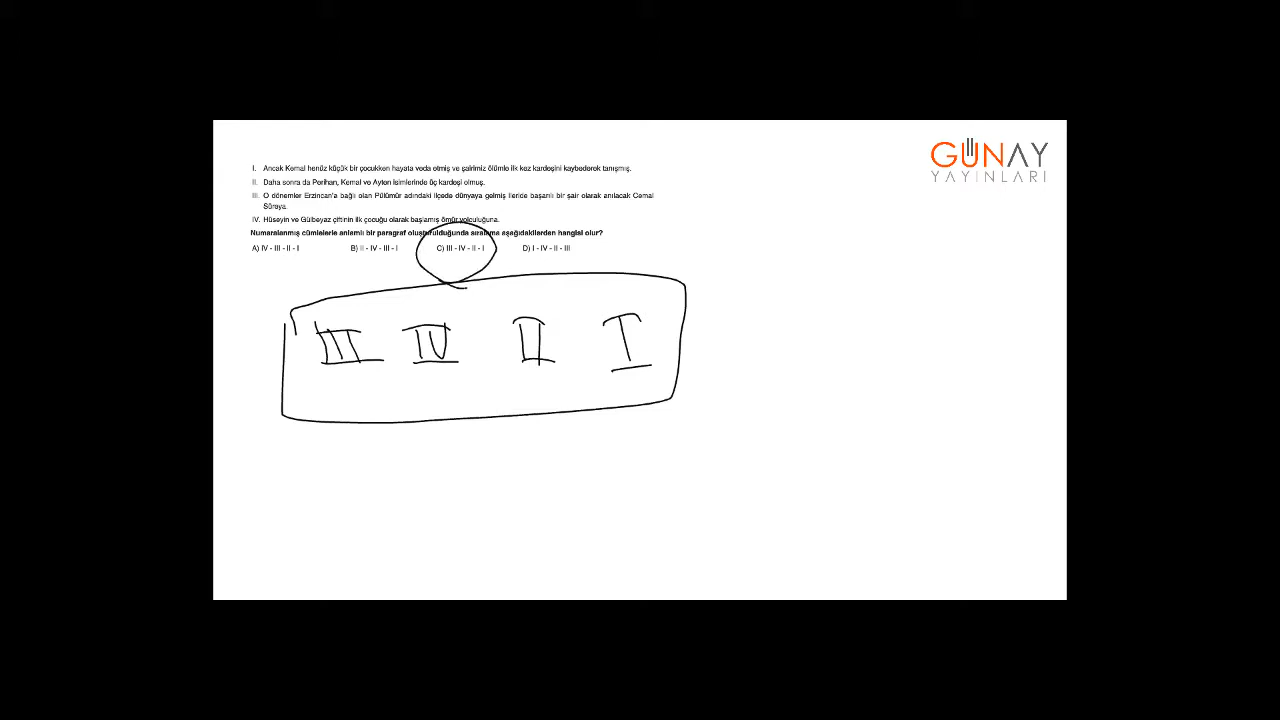 GÜNAY
YAYINLARI
I. Ancak Kemal henüz küçük bir çocukken hayata veda etmiş ve şairimiz ölümle ilk kez kardeşini kaybederek tanışmış.
II. Daha sonra da Perihan, Kemal ve Ayten isimlerinde üç kardeşi olmuş.
III. O dönemler Erzincan'a bağlı olan Pülümür adındaki ilçede dünyaya gelmiş ileride başarılı bir şair olarak anılacak Cemal
Süreya.
IV. Hüseyin ve Gülbeyaz çiftinin ilk çocuğu olarak başlamış ömür yolculuğuna.
Numaralanmış cümlelerle anlamlı bir paragraf oluşturulduğunda sıralama aşağıdakilerden hangisi olur?
A) IV - III - II - I B) II - IV - III - I C) III - IV - II - I D) I - IV - II - III
III IV II I